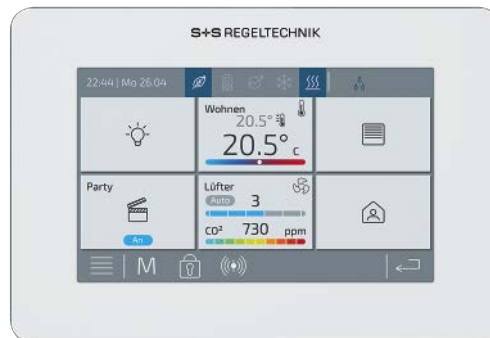 S+S REGELTECHNIK
22:44 | Mo 26.04
Wohnen
20.5°
20.5° c
Party
An
Lüfter
Auto 3
CO² 730 ppm
M